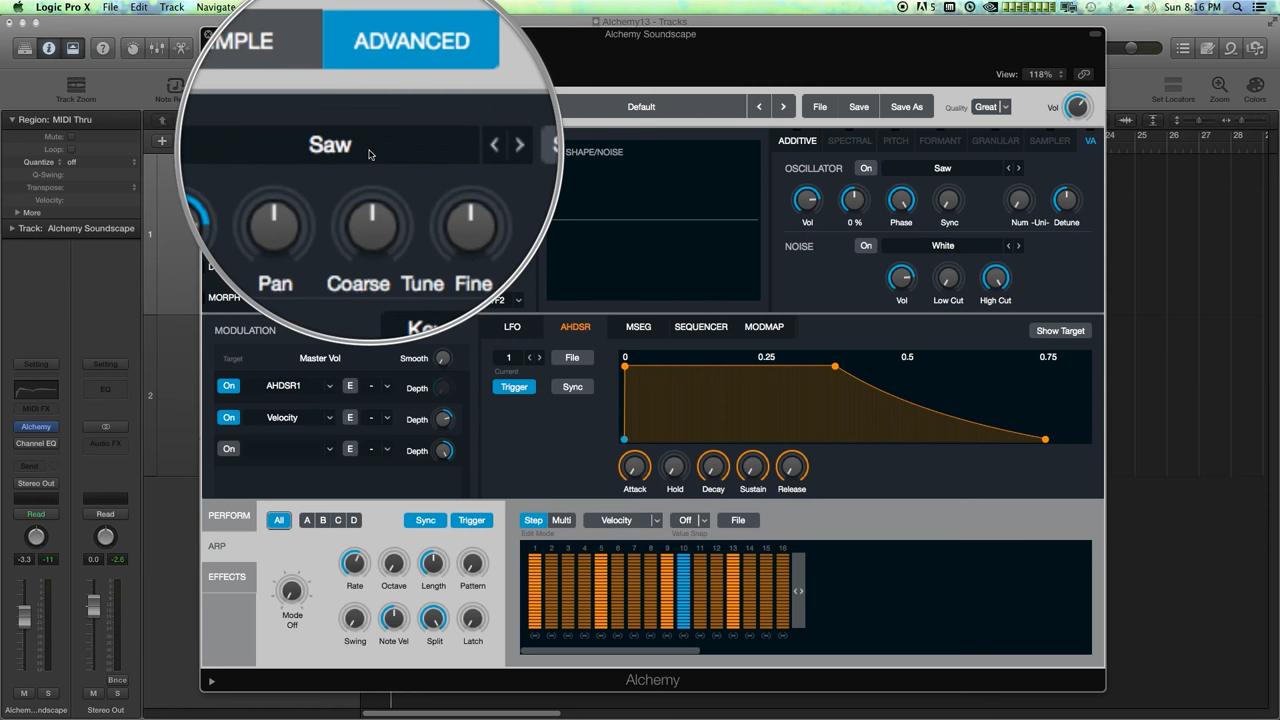 Logic Pro X File Edit Track Navigate
5 Sun 8:16 PM
Alchemy13 - Tracks
Alchemy Soundscape
View: 118%
Track Zoom
Set Locators Zoom Colors
ADVANCED
Default File Save Save As Quality Great Vol
Region: MIDI Thru
Mute:
Loop:
Quantize off
Q-Swing:
Transpose:
Velocity:
More
Track: Alchemy Soundscape
1
2
24 25 26 27 28
Saw
Pan Coarse Tune Fine
SHAPE/NOISE
ADDITIVE SPECTRAL PITCH FORMANT GRANULAR SAMPLER VA
OSCILLATOR On Saw
Vol 0 % Phase Sync Num -Uni- Detune
NOISE On White
Vol Low Cut High Cut
MORPH
MODULATION
Target Master Vol Smooth
On AHDSR1 E - Depth
On Velocity E - Depth
On E - Depth
LFO AHDSR MSEG SEQUENCER MODMAP Show Target
1 File
Current
Trigger Sync
0 0.25 0.5 0.75
Attack Hold Decay Sustain Release
PERFORM
ARP
EFFECTS
All A B C D Sync Trigger
Rate Octave Length Pattern
Mode
Off
Swing Note Vel Split Latch
Step Multi Velocity Off File
Edit Mode Value Snap
1 2 3 4 5 6 7 8 9 10 11 12 13 14 15 16
Alchemy
Setting Setting
EQ
MIDI FX
Alchemy
Channel EQ Audio FX
Send
Stereo Out
Read Read
-3.3 -11 0.0 -2.6
Bnce
M S M S
Alchem...ndscape Stereo Out